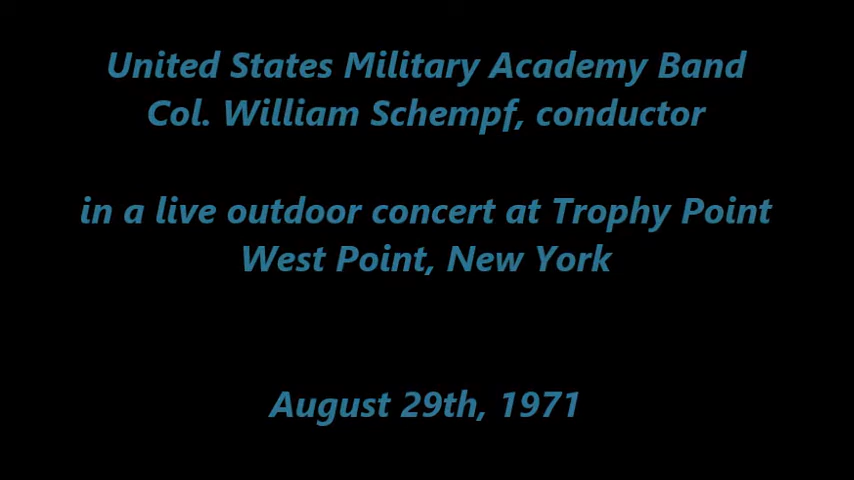 United States Military Academy Band
Col. William Schempf, conductor
in a live outdoor concert at Trophy Point
West Point, New York
August 29th, 1971